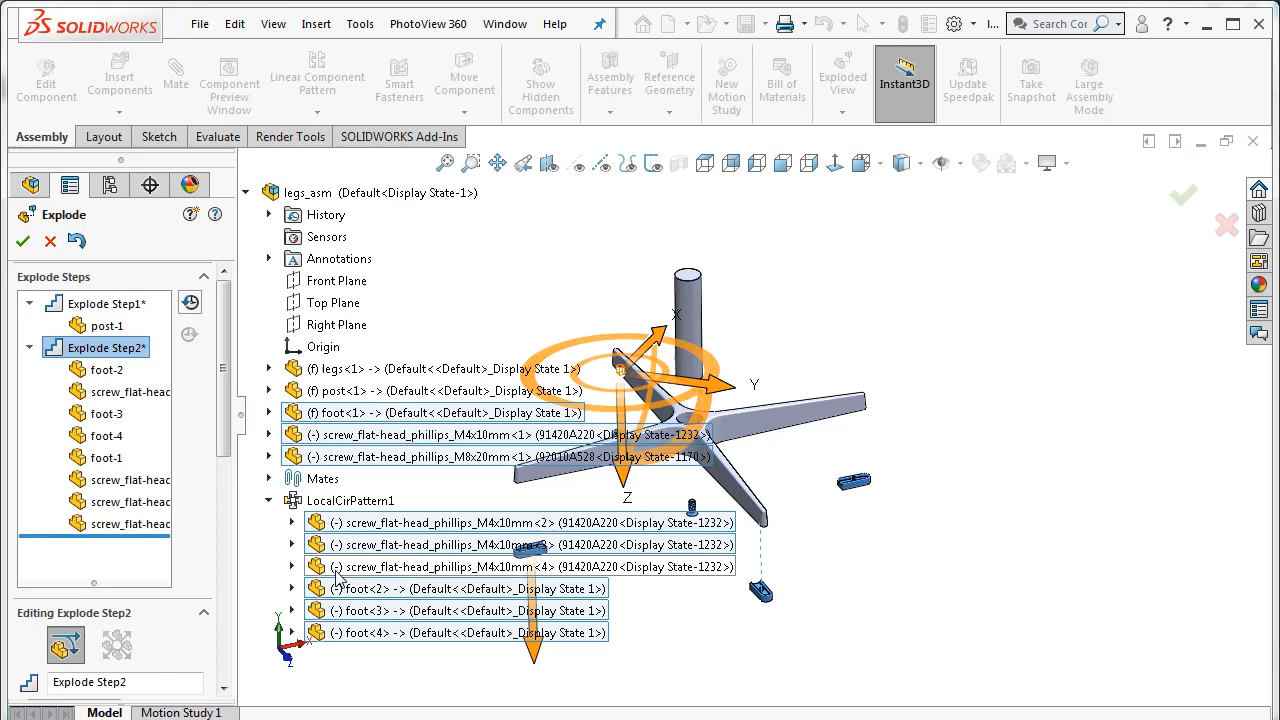 SOLIDWORKS File Edit View Insert Tools PhotoView 360 Window Help I... Search Cor ?
Edit Component Insert Components Mate Component Preview Window Linear Component Pattern Smart Fasteners Move Component Show Hidden Components Assembly Features Reference Geometry New Motion Study Bill of Materials Exploded View Instant3D Update Speedpak Take Snapshot Large Assembly Mode
Assembly Layout Sketch Evaluate Render Tools SOLIDWORKS Add-Ins
Explode
Explode Steps
Explode Step1*
post-1
Explode Step2*
foot-2
screw_flat-heac
foot-3
foot-4
foot-1
screw_flat-heac
screw_flat-heac
screw_flat-heac
Editing Explode Step2
Explode Step2
legs_asm (Default<Display State-1>)
History
Sensors
Annotations
Front Plane
Top Plane
Right Plane
Origin
(f) legs<1> -> (Default<<Default>_Display State 1>)
(f) post<1> -> (Default<<Default>_Display State 1>)
(f) foot<1> -> (Default<<Default>_Display State 1>)
(-) screw_flat-head_phillips_M4x10mm<1> (91420A220<Display State-1232>)
(-) screw_flat-head_phillips_M8x20mm<1> (92010A528<Display State-1170>)
Mates
LocalCirPattern1
(-) screw_flat-head_phillips_M4x10mm<2> (91420A220<Display State-1232>)
(-) screw_flat-head_phillips_M4x10mm<3> (91420A220<Display State-1232>)
(-) screw_flat-head_phillips_M4x10mm<4> (91420A220<Display State-1232>)
(-) foot<2> -> (Default<<Default>_Display State 1>)
(-) foot<3> -> (Default<<Default>_Display State 1>)
(-) foot<4> -> (Default<<Default>_Display State 1>)
X
Y
Z
Y
X
Z
Model Motion Study 1